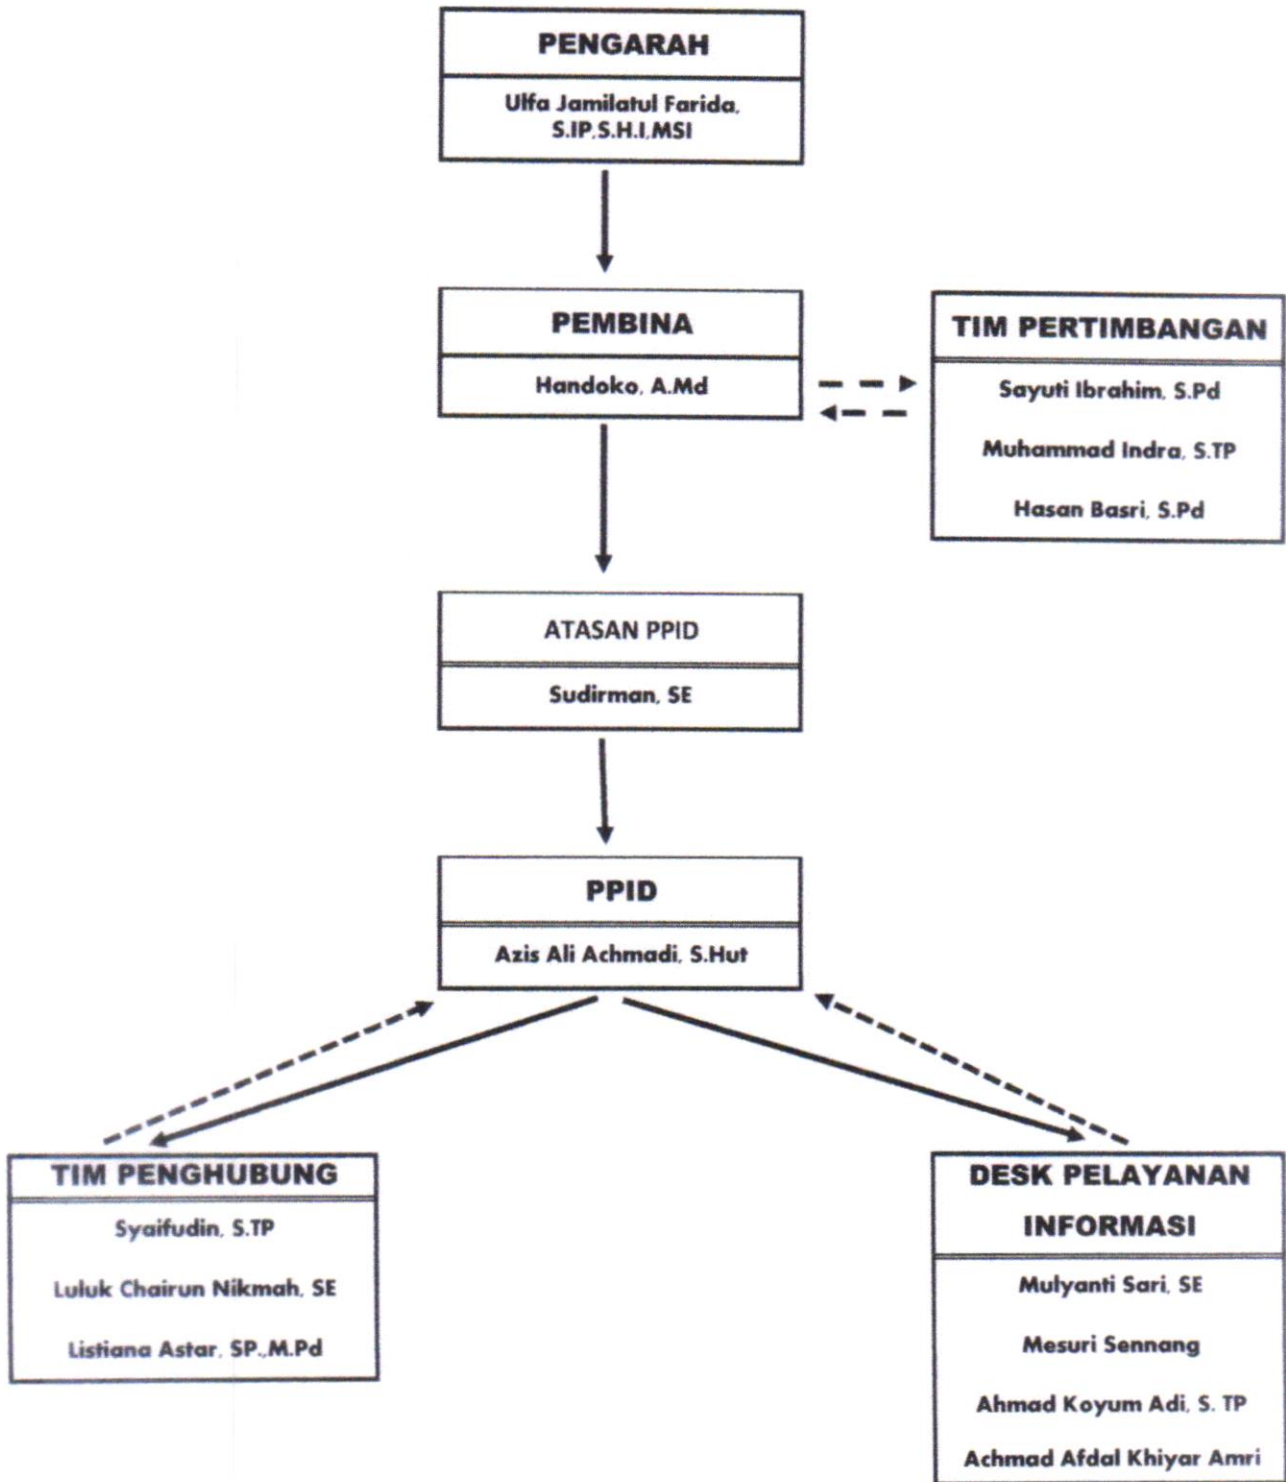 PENGARAH
Ulfa Jamilatul Farida,
S.IP,S.H.I,MSI
PEMBINA
Handoko, A.Md
TIM PERTIMBANGAN
Sayuti Ibrahim, S.Pd
Muhammad Indra, S.TP
Hasan Basri, S.Pd
ATASAN PPID
Sudirman, SE
PPID
Azis Ali Achmadi, S.Hut
TIM PENGHUBUNG
Syaifudin, S.TP
Luluk Chairun Nikmah, SE
Listiana Astar, SP.,M.Pd
DESK PELAYANAN
INFORMASI
Mulyanti Sari, SE
Mesuri Sennang
Ahmad Koyum Adi, S. TP
Achmad Afdal Khiyar Amri